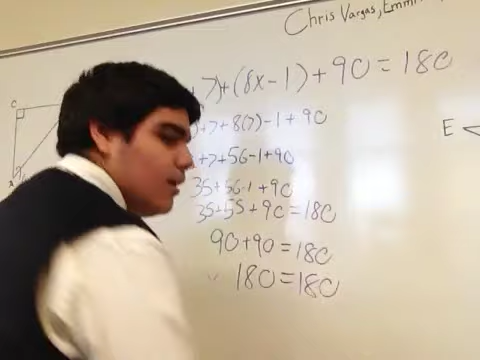 Chris Vargas,
7)+(8x-1)+90=180
)+7+8(7)-1+90
+7+56-1+90
35+56-1+90
35+55+90=180
90+90=180
180=180
C
A
E